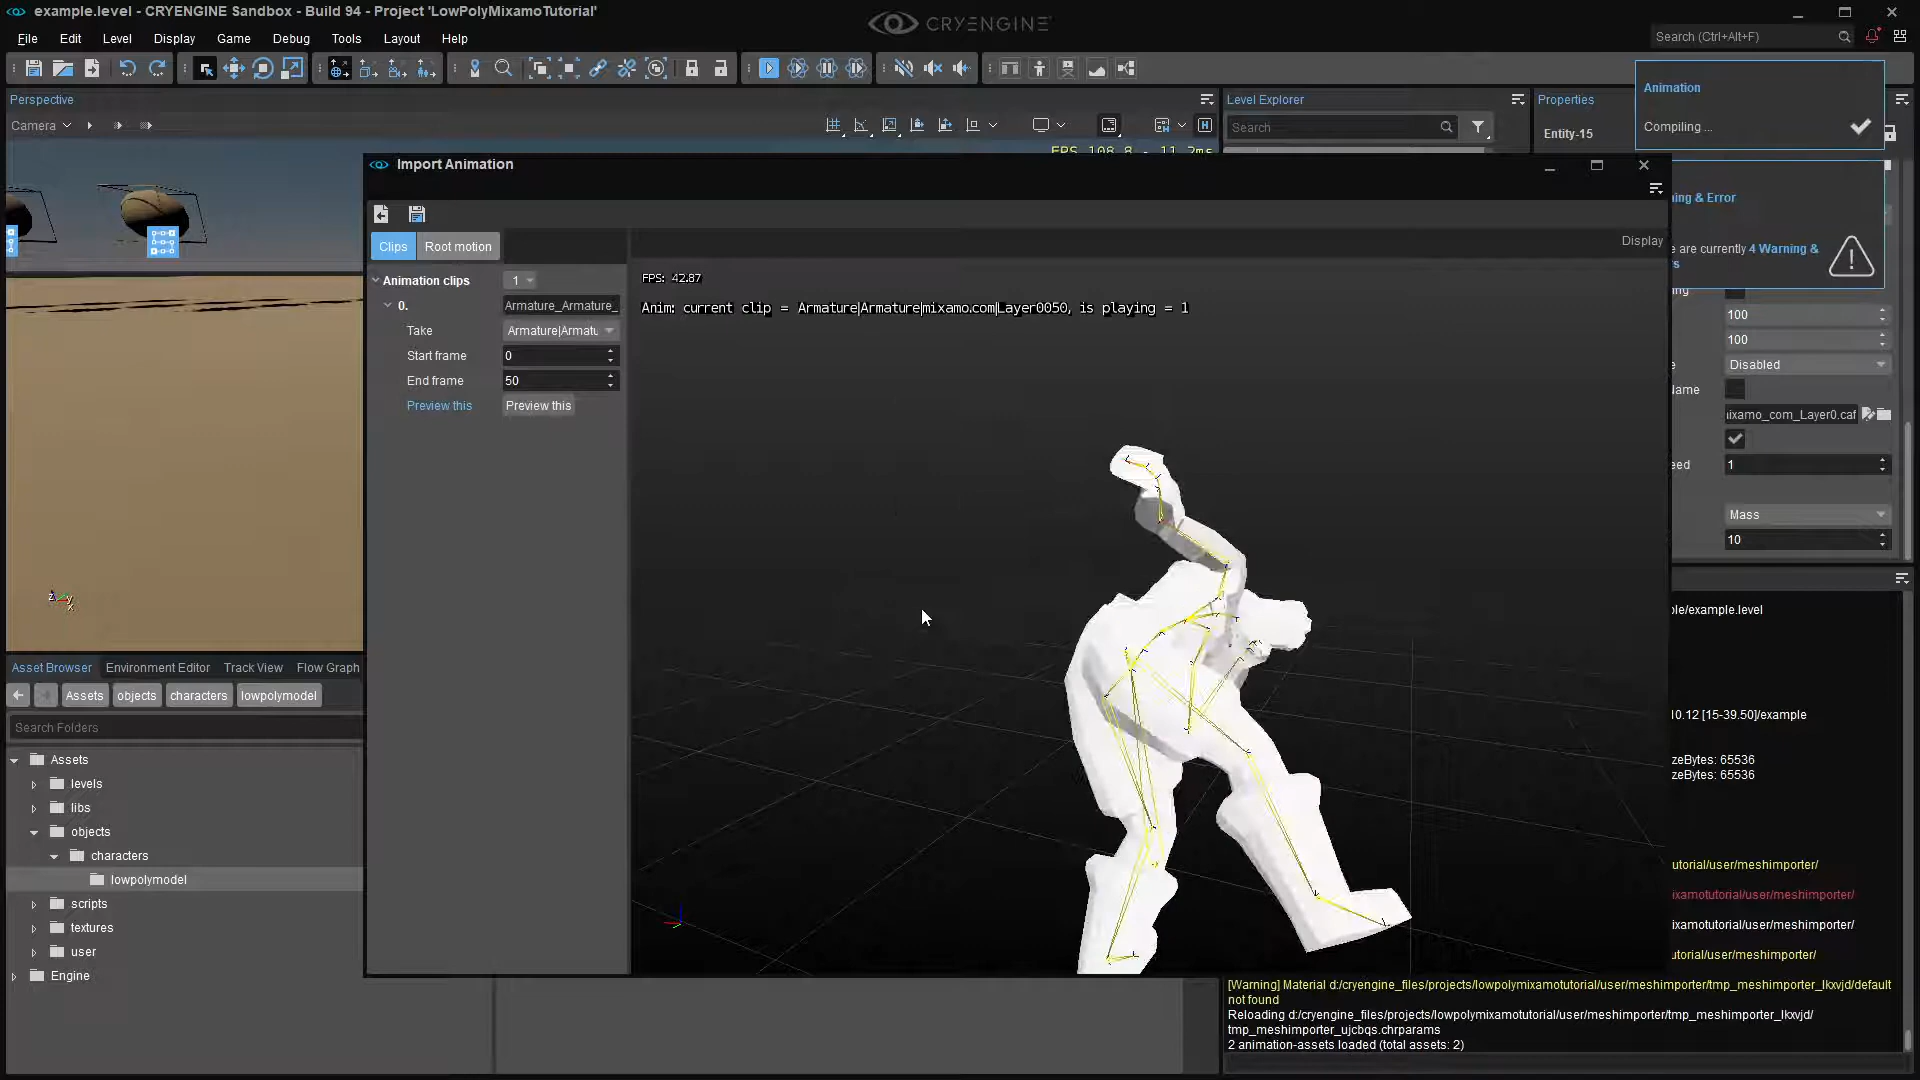 example.level - CRYENGINE Sandbox - Build 94 - Project 'LowPolyMixamoTutorial'
CRYENGINE
File Edit Level Display Game Debug Tools Layout Help
Search (Ctrl+Alt+F)
Perspective
Level Explorer
Properties
Animation
Camera
Search
Entity-15
Compiling ...
FPS 108.8 - 11.2ms
Import Animation
ing & Error
Clips
Root motion
Display
e are currently 4 Warning &
s
Animation clips
1
FPS: 42.87
0.
Armature_Armature_
Anim: current clip = Armature|Armature|mixamo.com|Layer0050, is playing = 1
100
Take
Armature|Armatu
100
Start frame
0
Disabled
End frame
50
ame
Preview this
Preview this
ixamo_com_Layer0.caf
eed
1
Mass
10
Asset Browser
Environment Editor
Track View
Flow Graph
le/example.level
Assets
objects
characters
lowpolymodel
10.12 [15-39.50]/example
Search Folders
Assets
zeBytes: 65536
zeBytes: 65536
levels
libs
objects
characters
utorial/user/meshimporter/
lowpolymodel
ixamotutorial/user/meshimporter/
scripts
ixamotutorial/user/meshimporter/
textures
utorial/user/meshimporter/
user
Engine
[Warning] Material d:/cryengine_files/projects/lowpolymixamotutorial/user/meshimporter/tmp_meshimporter_lkxvjd/default
not found
Reloading d:/cryengine_files/projects/lowpolymixamotutorial/user/meshimporter/tmp_meshimporter_lkxvjd/
tmp_meshimporter_ujcbqs.chrparams
2 animation-assets loaded (total assets: 2)